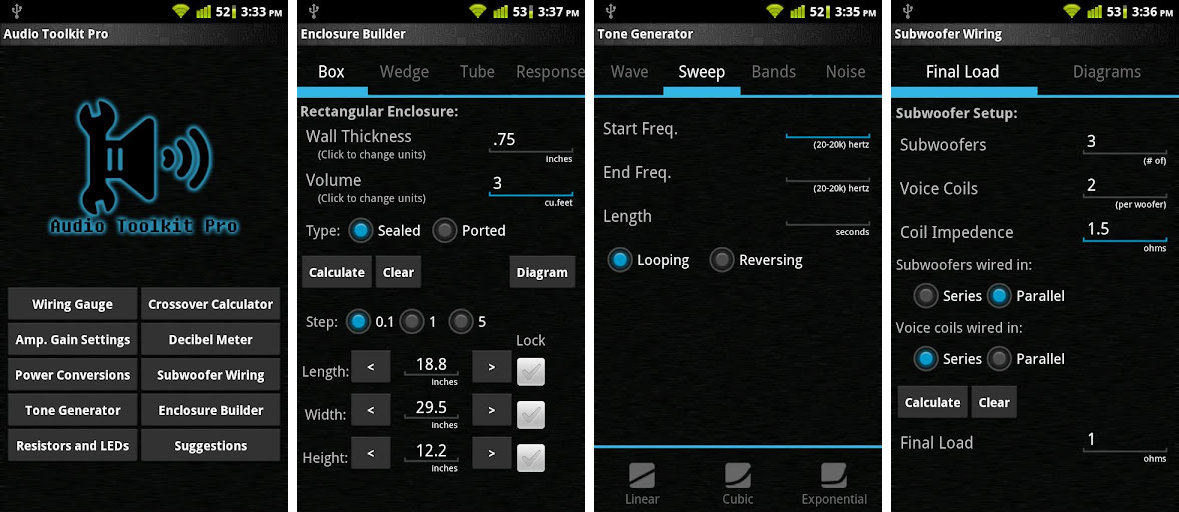 52 3:33 PM
Audio Toolkit Pro
Audio Toolkit Pro
Wiring Gauge Crossover Calculator
Amp. Gain Settings Decibel Meter
Power Conversions Subwoofer Wiring
Tone Generator Enclosure Builder
Resistors and LEDs Suggestions
53 3:37 PM
Enclosure Builder
Box Wedge Tube Response
Rectangular Enclosure:
Wall Thickness .75
(Click to change units) inches
Volume 3
(Click to change units) cu.feet
Type: Sealed Ported
Calculate Clear Diagram
Step: 0.1 1 5
Lock
Length: < 18.8 >
inches
Width: < 29.5 >
inches
Height: < 12.2 >
inches
52 3:35 PM
Tone Generator
Wave Sweep Bands Noise
Start Freq.
(20-20k) hertz
End Freq.
(20-20k) hertz
Length
seconds
Looping Reversing
Linear Cubic Exponential
53 3:36 PM
Subwoofer Wiring
Final Load Diagrams
Subwoofer Setup:
Subwoofers 3
(# of)
Voice Coils 2
(per woofer)
Coil Impedence 1.5
ohms
Subwoofers wired in:
Series Parallel
Voice coils wired in:
Series Parallel
Calculate Clear
Final Load 1
ohms